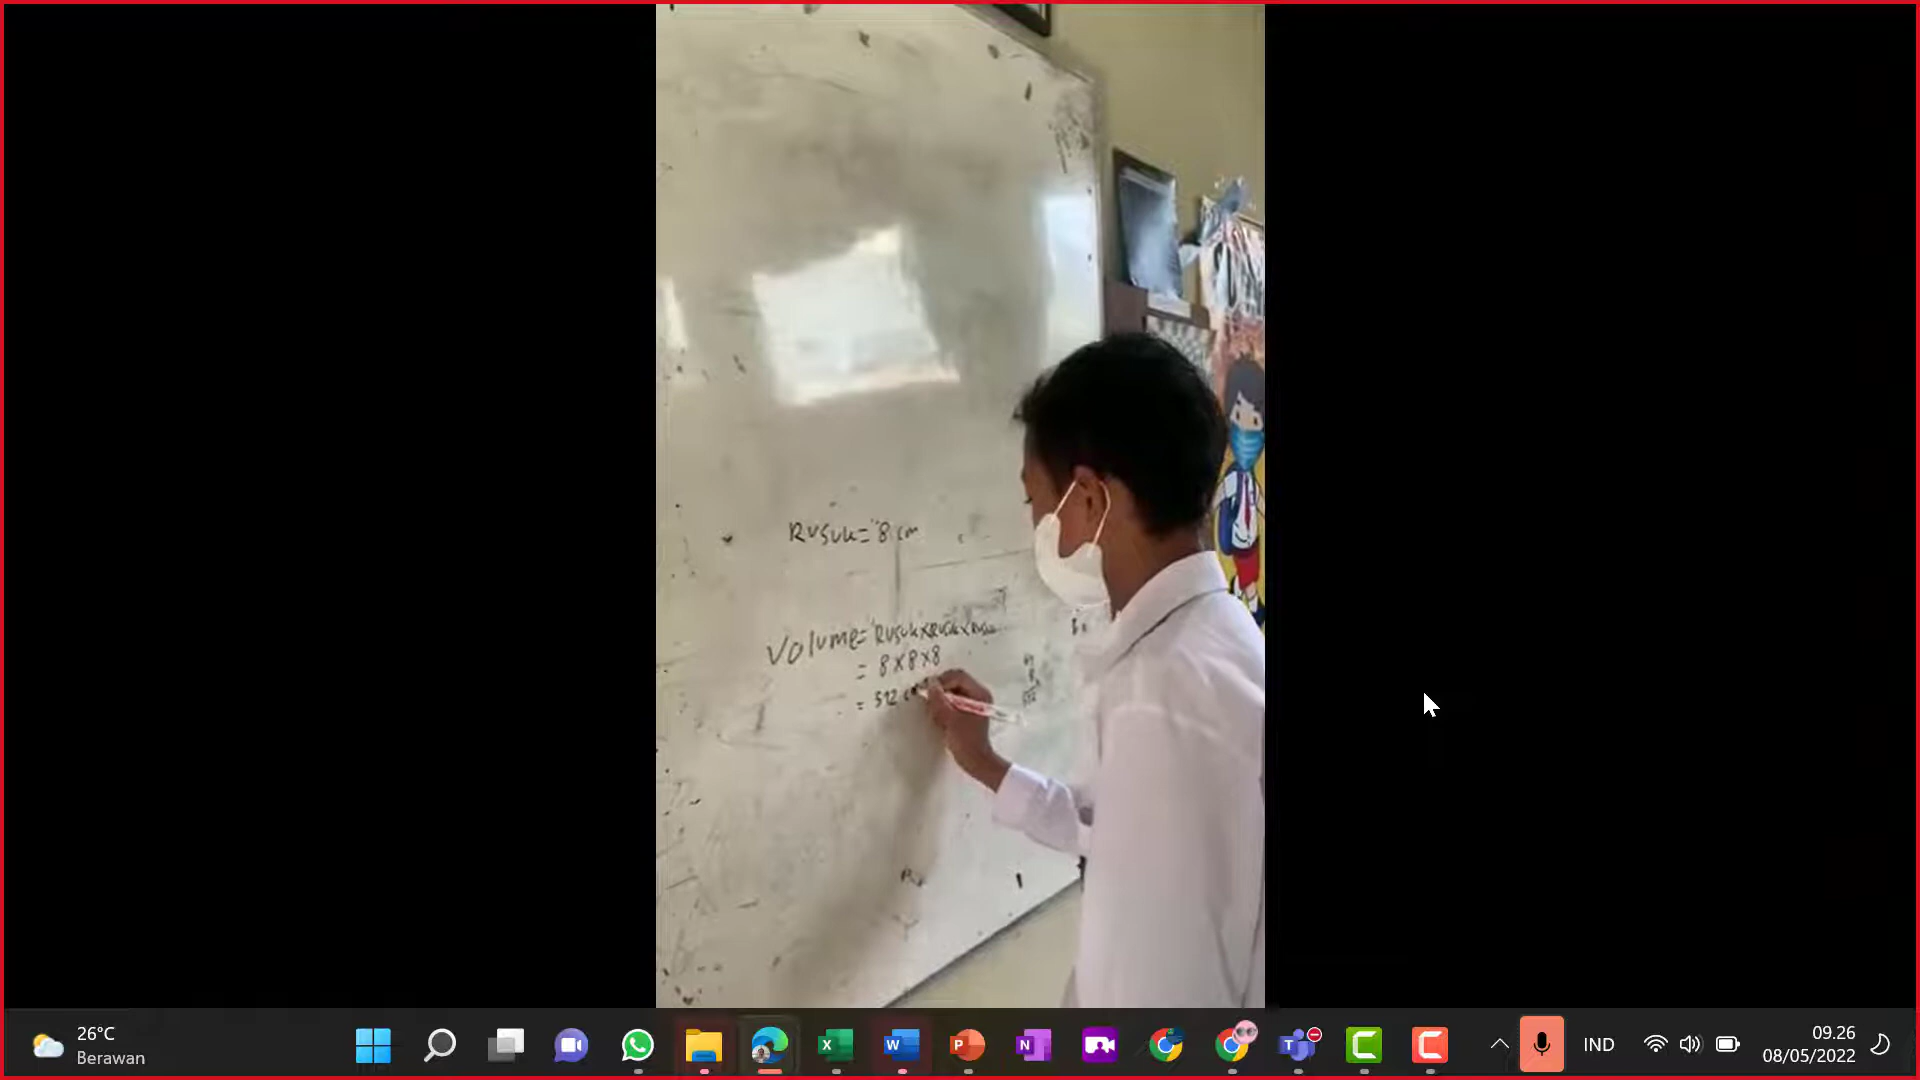 Rusuk = 8 cm
Volume = Rusuk x Rusuk x Rusuk
= 8 x 8 x 8
= 512 cm
26°C
Berawan
IND
09.26
08/05/2022